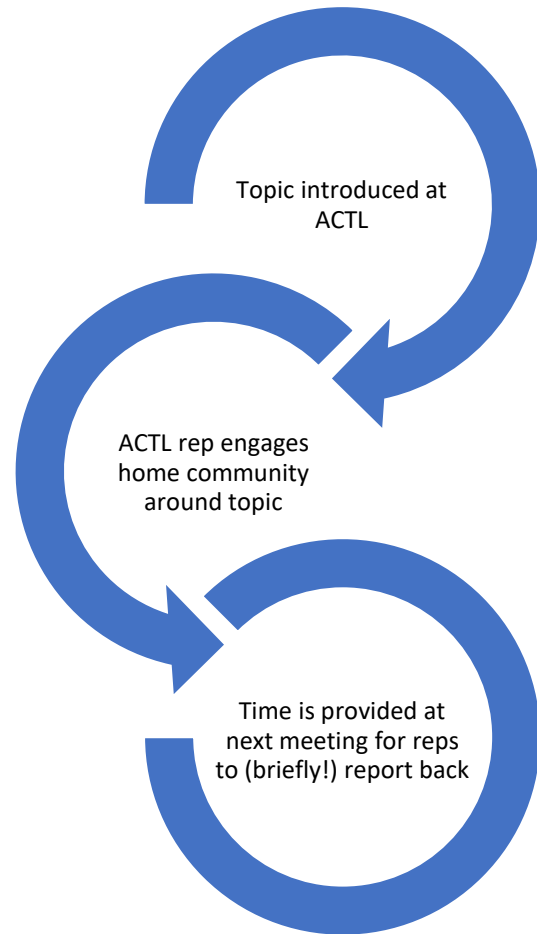 Topic introduced at
ACTL
ACTL rep engages
home community
around topic
Time is provided at
next meeting for reps
to (briefly!) report back